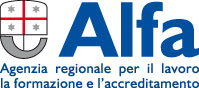 Alfa
Agenzia regionale per il lavoro
la formazione e l'accreditamento